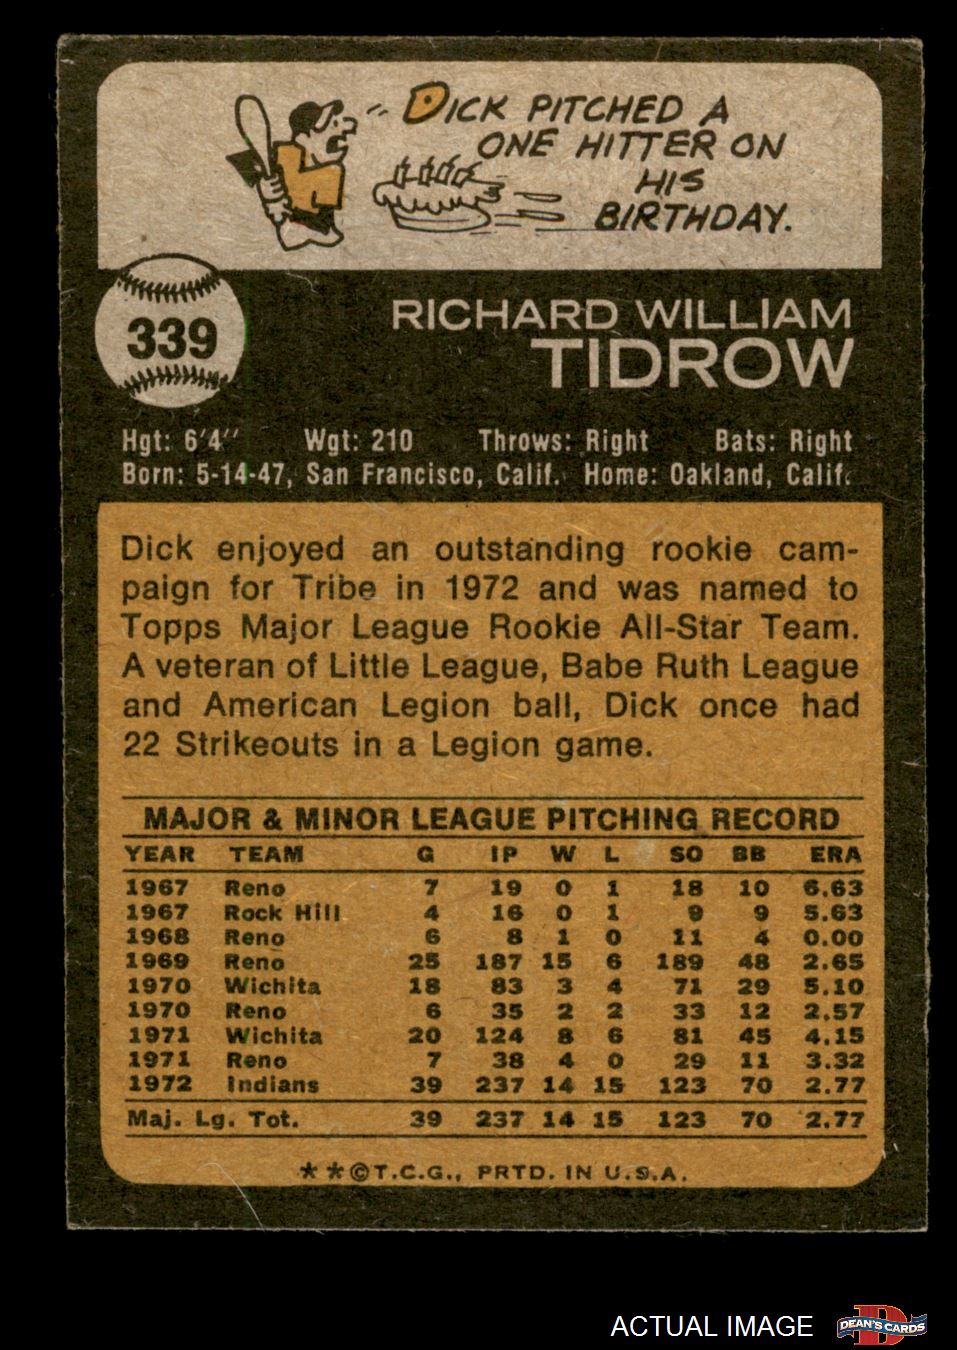 DICK PITCHED A
ONE HITTER ON
HIS
BIRTHDAY.
339
RICHARD WILLIAM
TIDROW
Hgt: 6'4" Wgt: 210 Throws: Right Bats: Right
Born: 5-14-47, San Francisco, Calif. Home: Oakland, Calif.
Dick enjoyed an outstanding rookie cam-
paign for Tribe in 1972 and was named to
Topps Major League Rookie All-Star Team.
A veteran of Little League, Babe Ruth League
and American Legion ball, Dick once had
22 Strikeouts in a Legion game.
MAJOR & MINOR LEAGUE PITCHING RECORD
YEAR TEAM G IP W L SO BB ERA
1967 Reno 7 19 0 1 18 10 6.63
1967 Rock Hill 4 16 0 1 9 9 5.63
1968 Reno 6 8 1 0 11 4 0.00
1969 Reno 25 187 15 6 189 48 2.65
1970 Wichita 18 83 3 4 71 29 5.10
1970 Reno 6 35 2 2 33 12 2.57
1971 Wichita 20 124 8 6 81 45 4.15
1971 Reno 7 38 4 0 29 11 3.32
1972 Indians 39 237 14 15 123 70 2.77
Maj. Lg. Tot. 39 237 14 15 123 70 2.77
**©T.C.G., PRTD. IN U.S.A.
ACTUAL IMAGE
D
DEAN'S CARDS